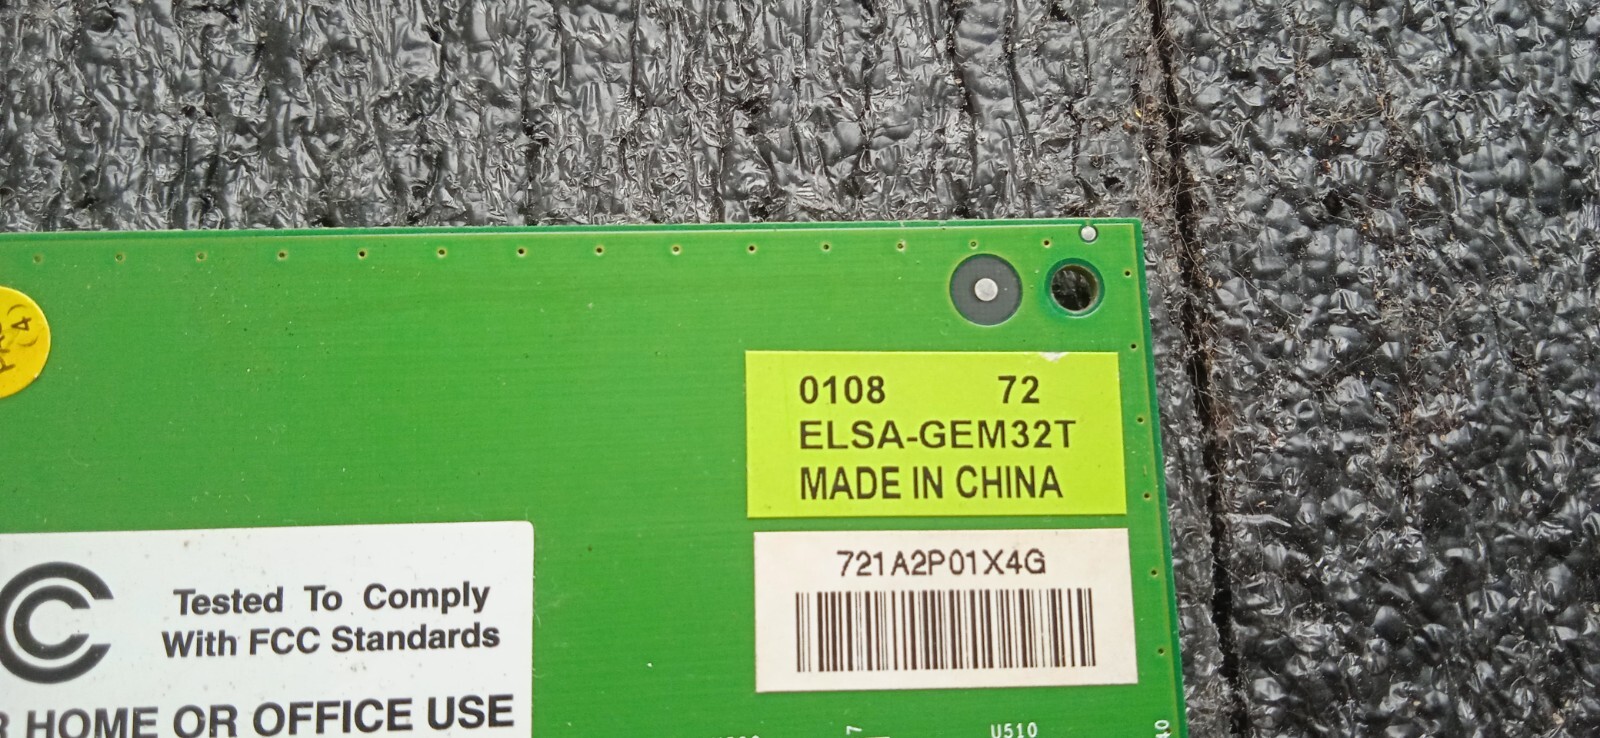 0108 72
ELSA-GEM32T
MADE IN CHINA
721A2P01X4G
Tested To Comply
With FCC Standards
HOME OR OFFICE USE
U510